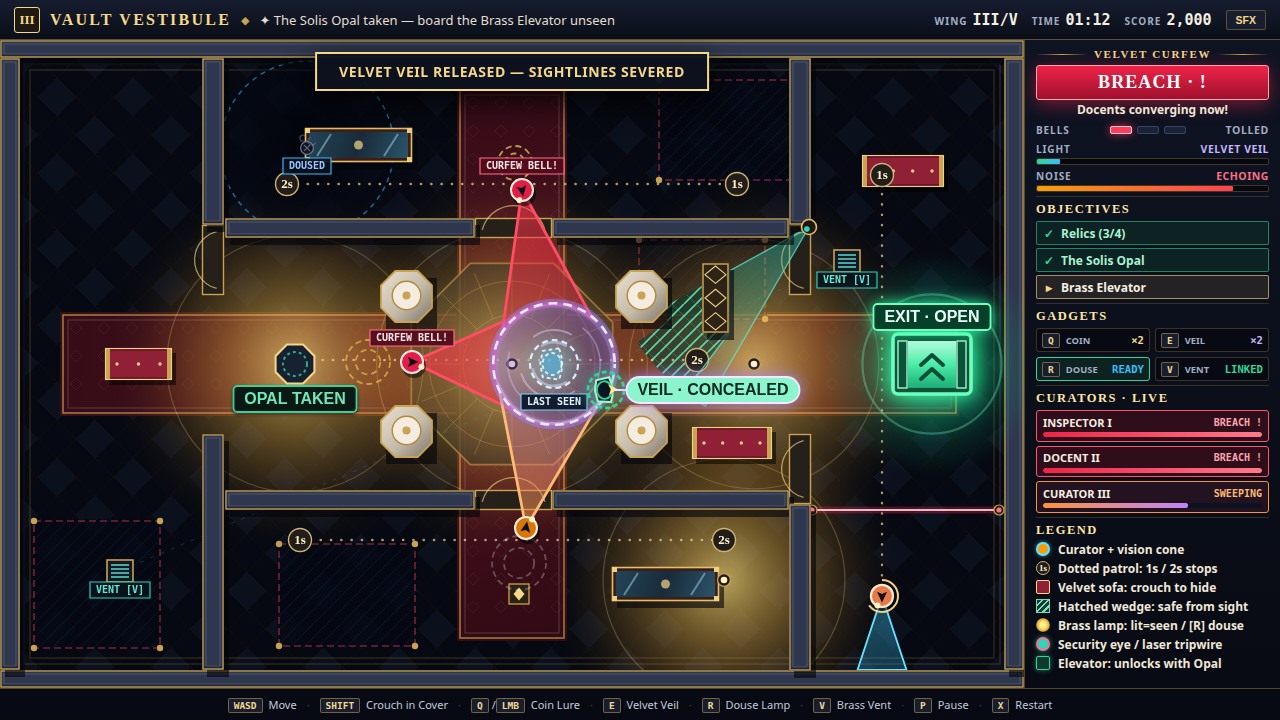 III VAULT VESTIBULE ◆ ✦ The Solis Opal taken — board the Brass Elevator unseen WING III/V TIME 01:12 SCORE 2,000 SFX
VELVET VEIL RELEASED — SIGHTLINES SEVERED
DOUSED
CURFEW BELL!
2s
1s
1s
VENT [V]
EXIT · OPEN
CURFEW BELL!
2s
OPAL TAKEN
LAST SEEN
VEIL · CONCEALED
1s
2s
VENT [V]
VELVET CURFEW
BREACH · !
Docents converging now!
BELLS TOLLED
LIGHT VELVET VEIL
NOISE ECHOING
OBJECTIVES
✓ Relics (3/4)
✓ The Solis Opal
► Brass Elevator
GADGETS
Q COIN ×2 E VEIL ×2
R DOUSE READY V VENT LINKED
CURATORS · LIVE
INSPECTOR I BREACH !
DOCENT II BREACH !
CURATOR III SWEEPING
LEGEND
Curator + vision cone
1s Dotted patrol: 1s / 2s stops
Velvet sofa: crouch to hide
Hatched wedge: safe from sight
Brass lamp: lit=seen / [R] douse
Security eye / laser tripwire
Elevator: unlocks with Opal
WASD Move · SHIFT Crouch in Cover · Q / LMB Coin Lure · E Velvet Veil · R Douse Lamp · V Brass Vent · P Pause · X Restart